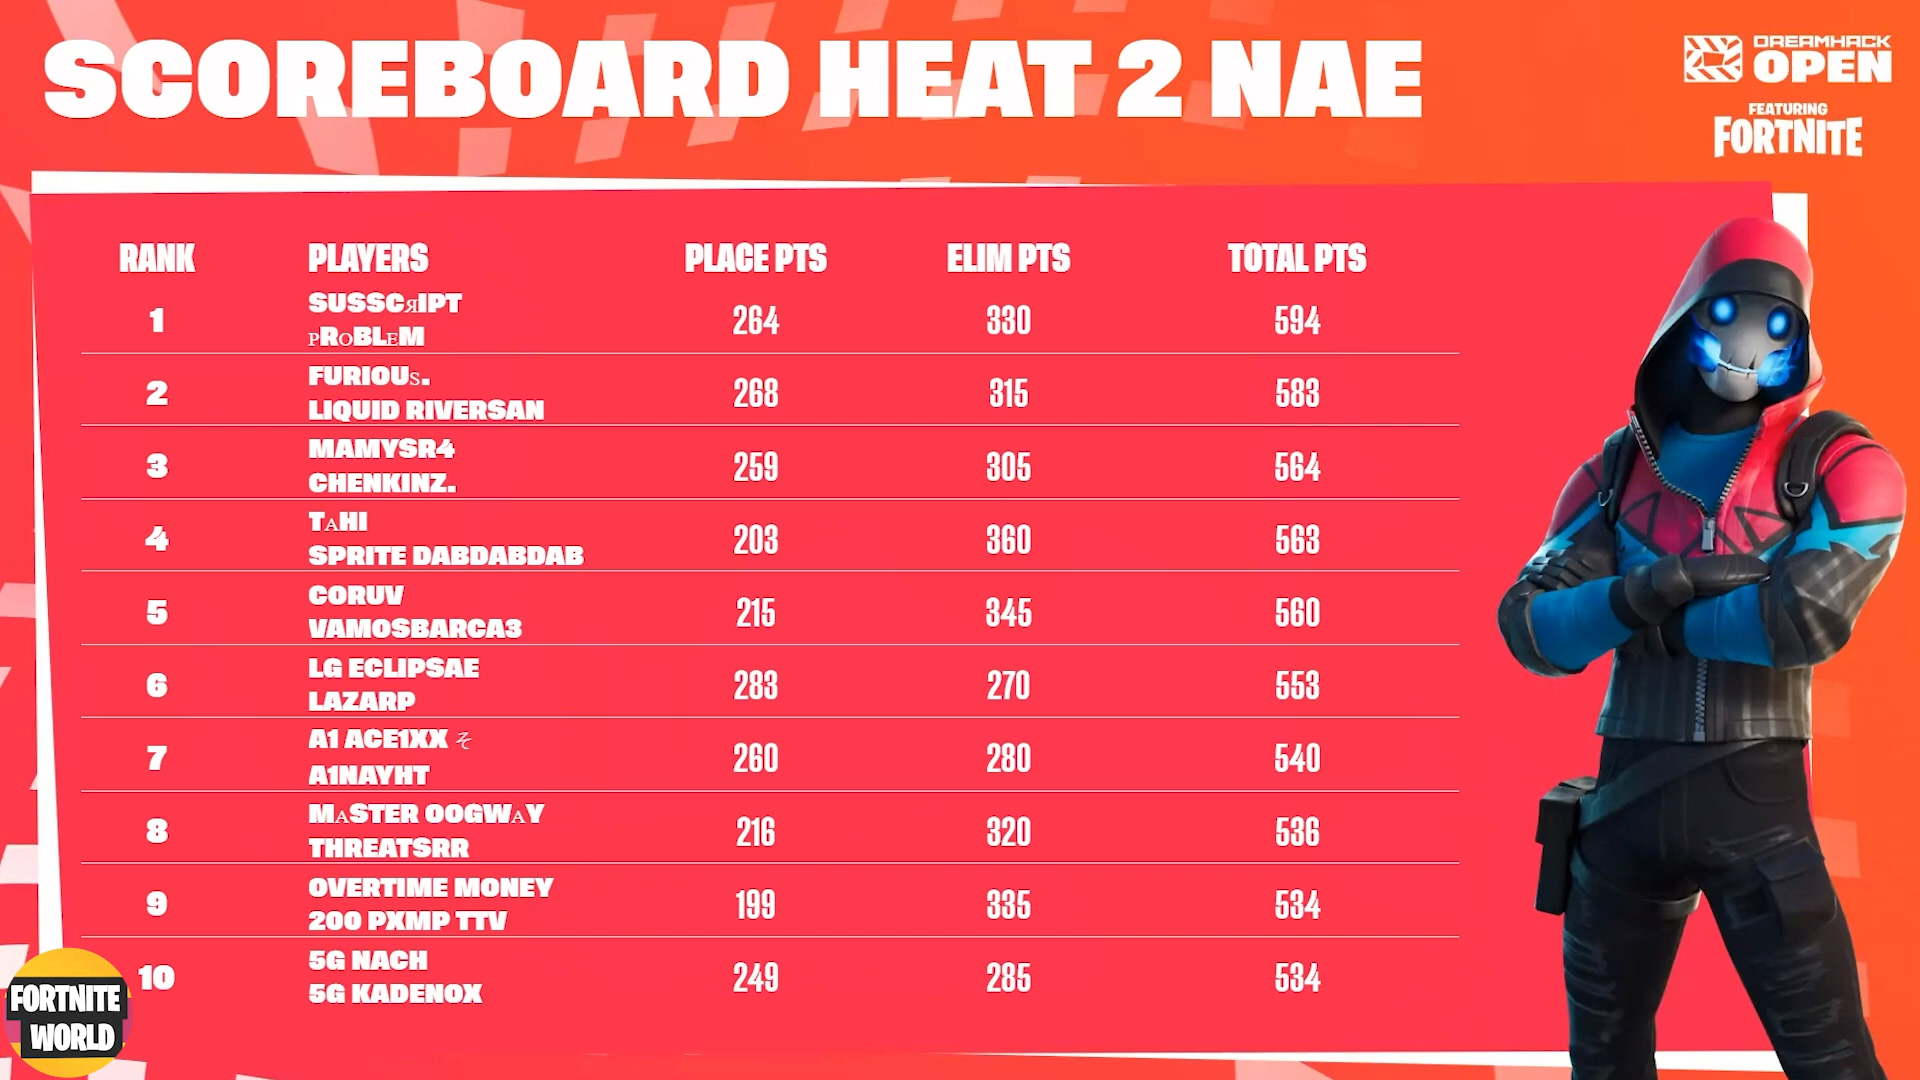 SCOREBOARD HEAT 2 NAE
DREAMHACK
OPEN
FEATURING
FORTNITE
RANK PLAYERS PLACE PTS ELIM PTS TOTAL PTS
1 SUSSCЯIPT PROBLEM 264 330 594
2 FURIOUS. LIQUID RIVERSAN 268 315 583
3 MAMYSR4 CHENKINZ. 259 305 564
4 TAHI SPRITE DABDABDAB 203 360 563
5 CORUV VAMOSBARCA3 215 345 560
6 LG ECLIPSAE LAZARP 283 270 553
7 A1 ACE1XX そ A1NAYHT 260 280 540
8 MASTER OOGWAY THREATSRR 216 320 536
9 OVERTIME MONEY 200 PXMP TTV 199 335 534
10 5G NACH 5G KADENOX 249 285 534
FORTNITE
WORLD